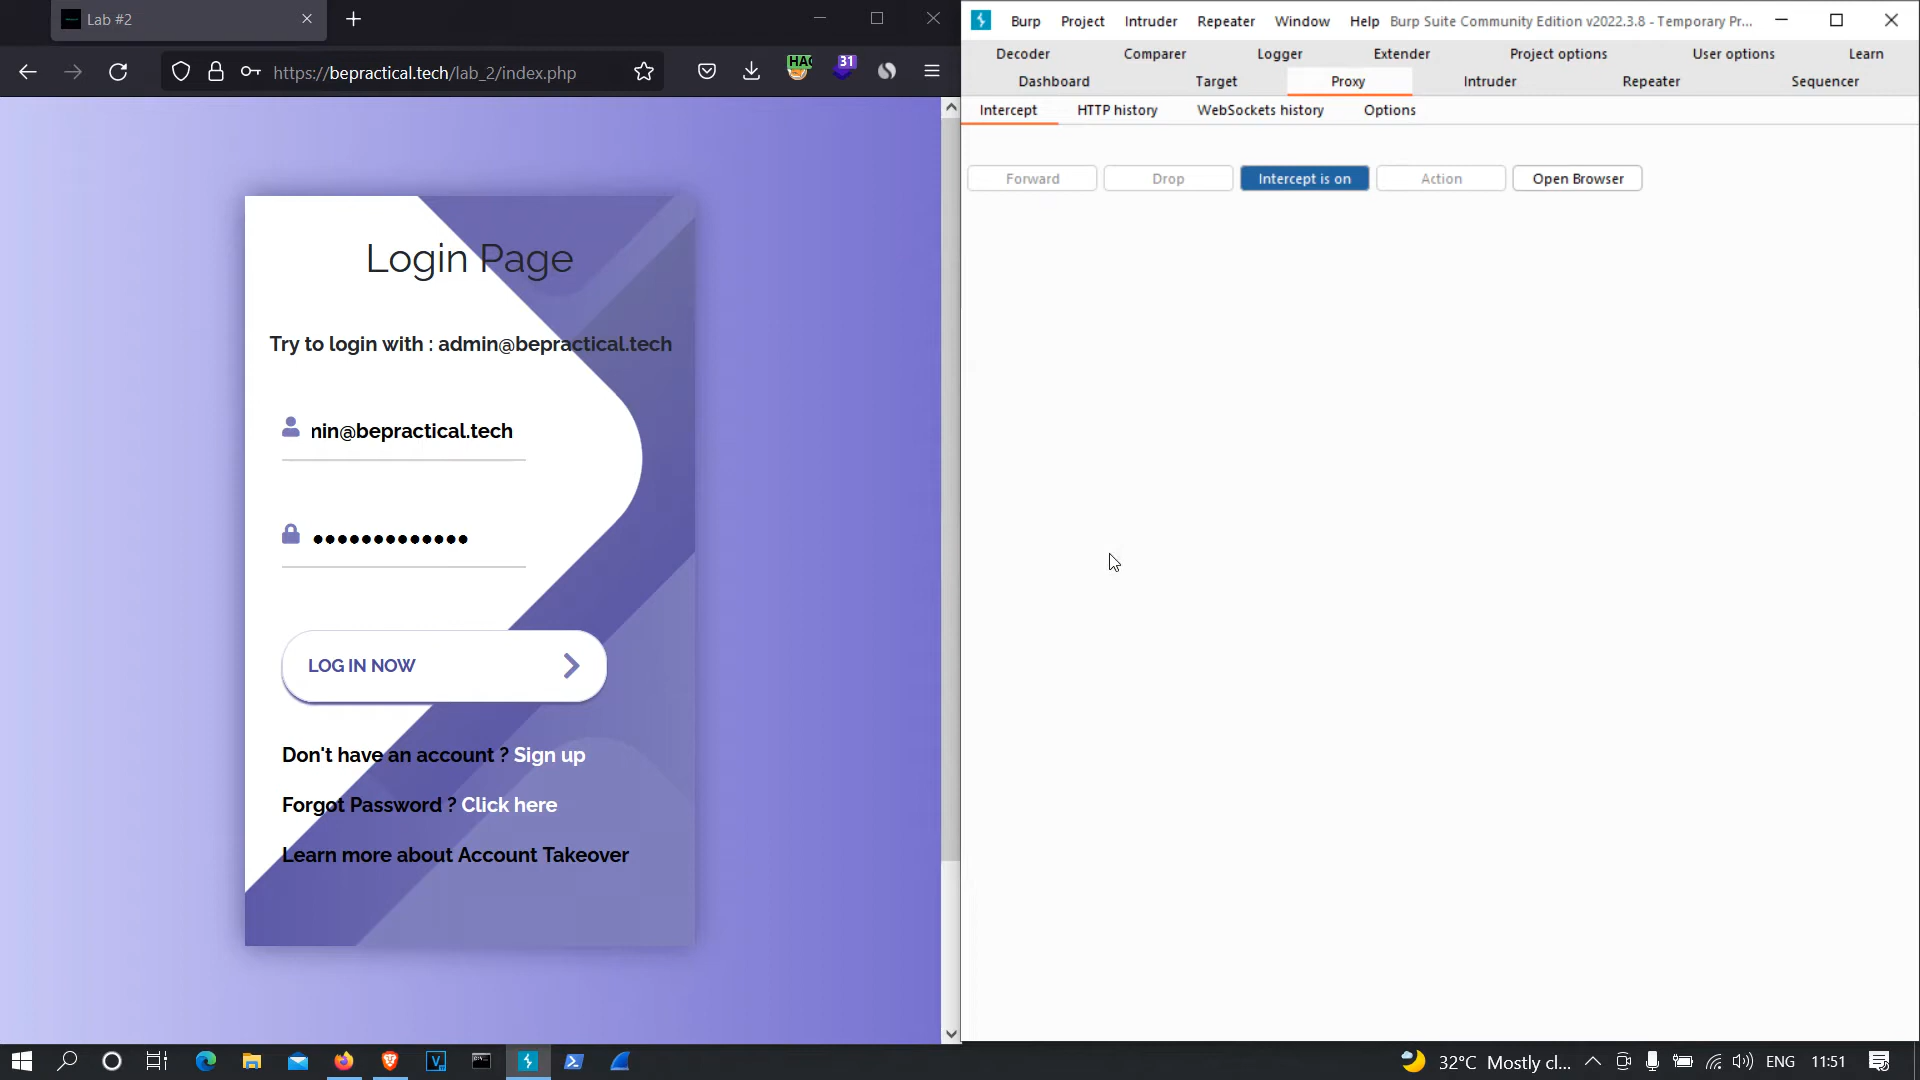 Lab #2
https://bepractical.tech/lab_2/index.php
HAC
31
Login Page
Try to login with : admin@bepractical.tech
min@bepractical.tech
LOG IN NOW
Don't have an account ? Sign up
Forgot Password ? Click here
Learn more about Account Takeover
Burp Project Intruder Repeater Window Help Burp Suite Community Edition v2022.3.8 - Temporary Pr...
Decoder Comparer Logger Extender Project options User options Learn
Dashboard Target Proxy Intruder Repeater Sequencer
Intercept HTTP history WebSockets history Options
Forward Drop Intercept is on Action Open Browser
32°C Mostly cl... ENG 11:51